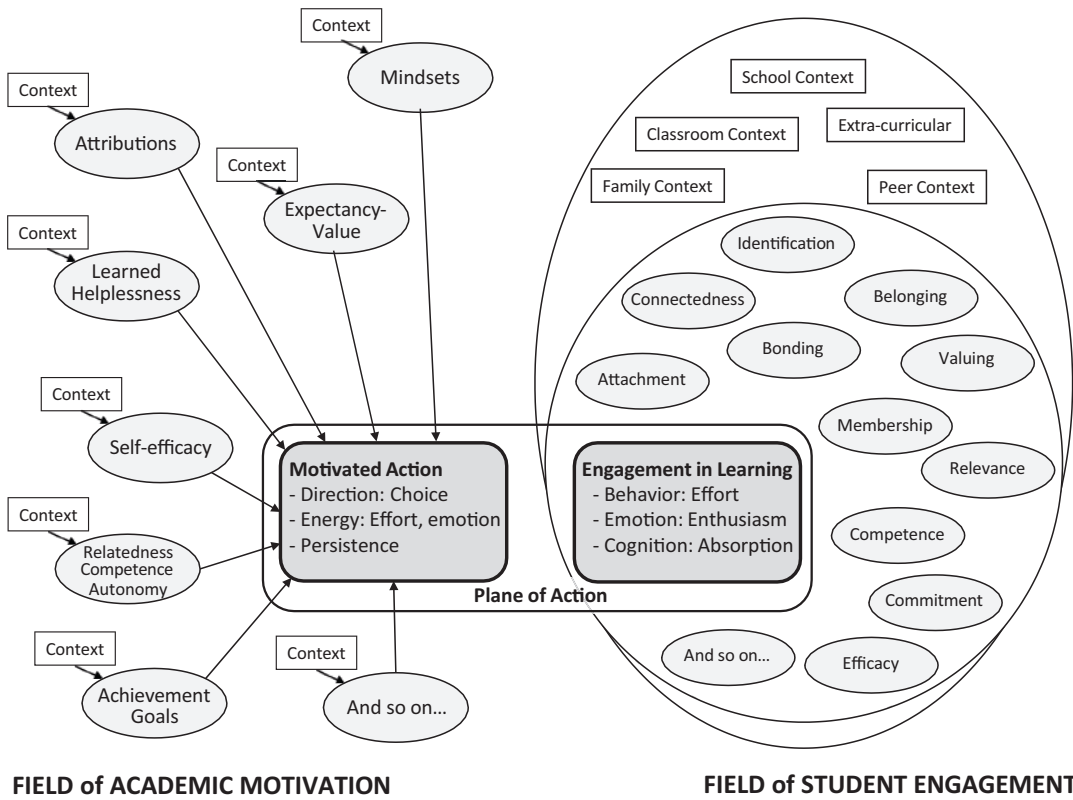 Context
Mindsets
Context
Attributions
Context
Expectancy-
Value
Context
Learned
Helplessness
Context
Self-efficacy
Context
Relatedness
Competence
Autonomy
Context
Achievement
Goals
Context
And so on...
Motivated Action
- Direction: Choice
- Energy: Effort, emotion
- Persistence
Engagement in Learning
- Behavior: Effort
- Emotion: Enthusiasm
- Cognition: Absorption
Plane of Action
School Context
Classroom Context
Extra-curricular
Family Context
Peer Context
Identification
Connectedness
Belonging
Bonding
Valuing
Attachment
Membership
Relevance
Competence
Commitment
And so on...
Efficacy
FIELD of ACADEMIC MOTIVATION
FIELD of STUDENT ENGAGEMENT